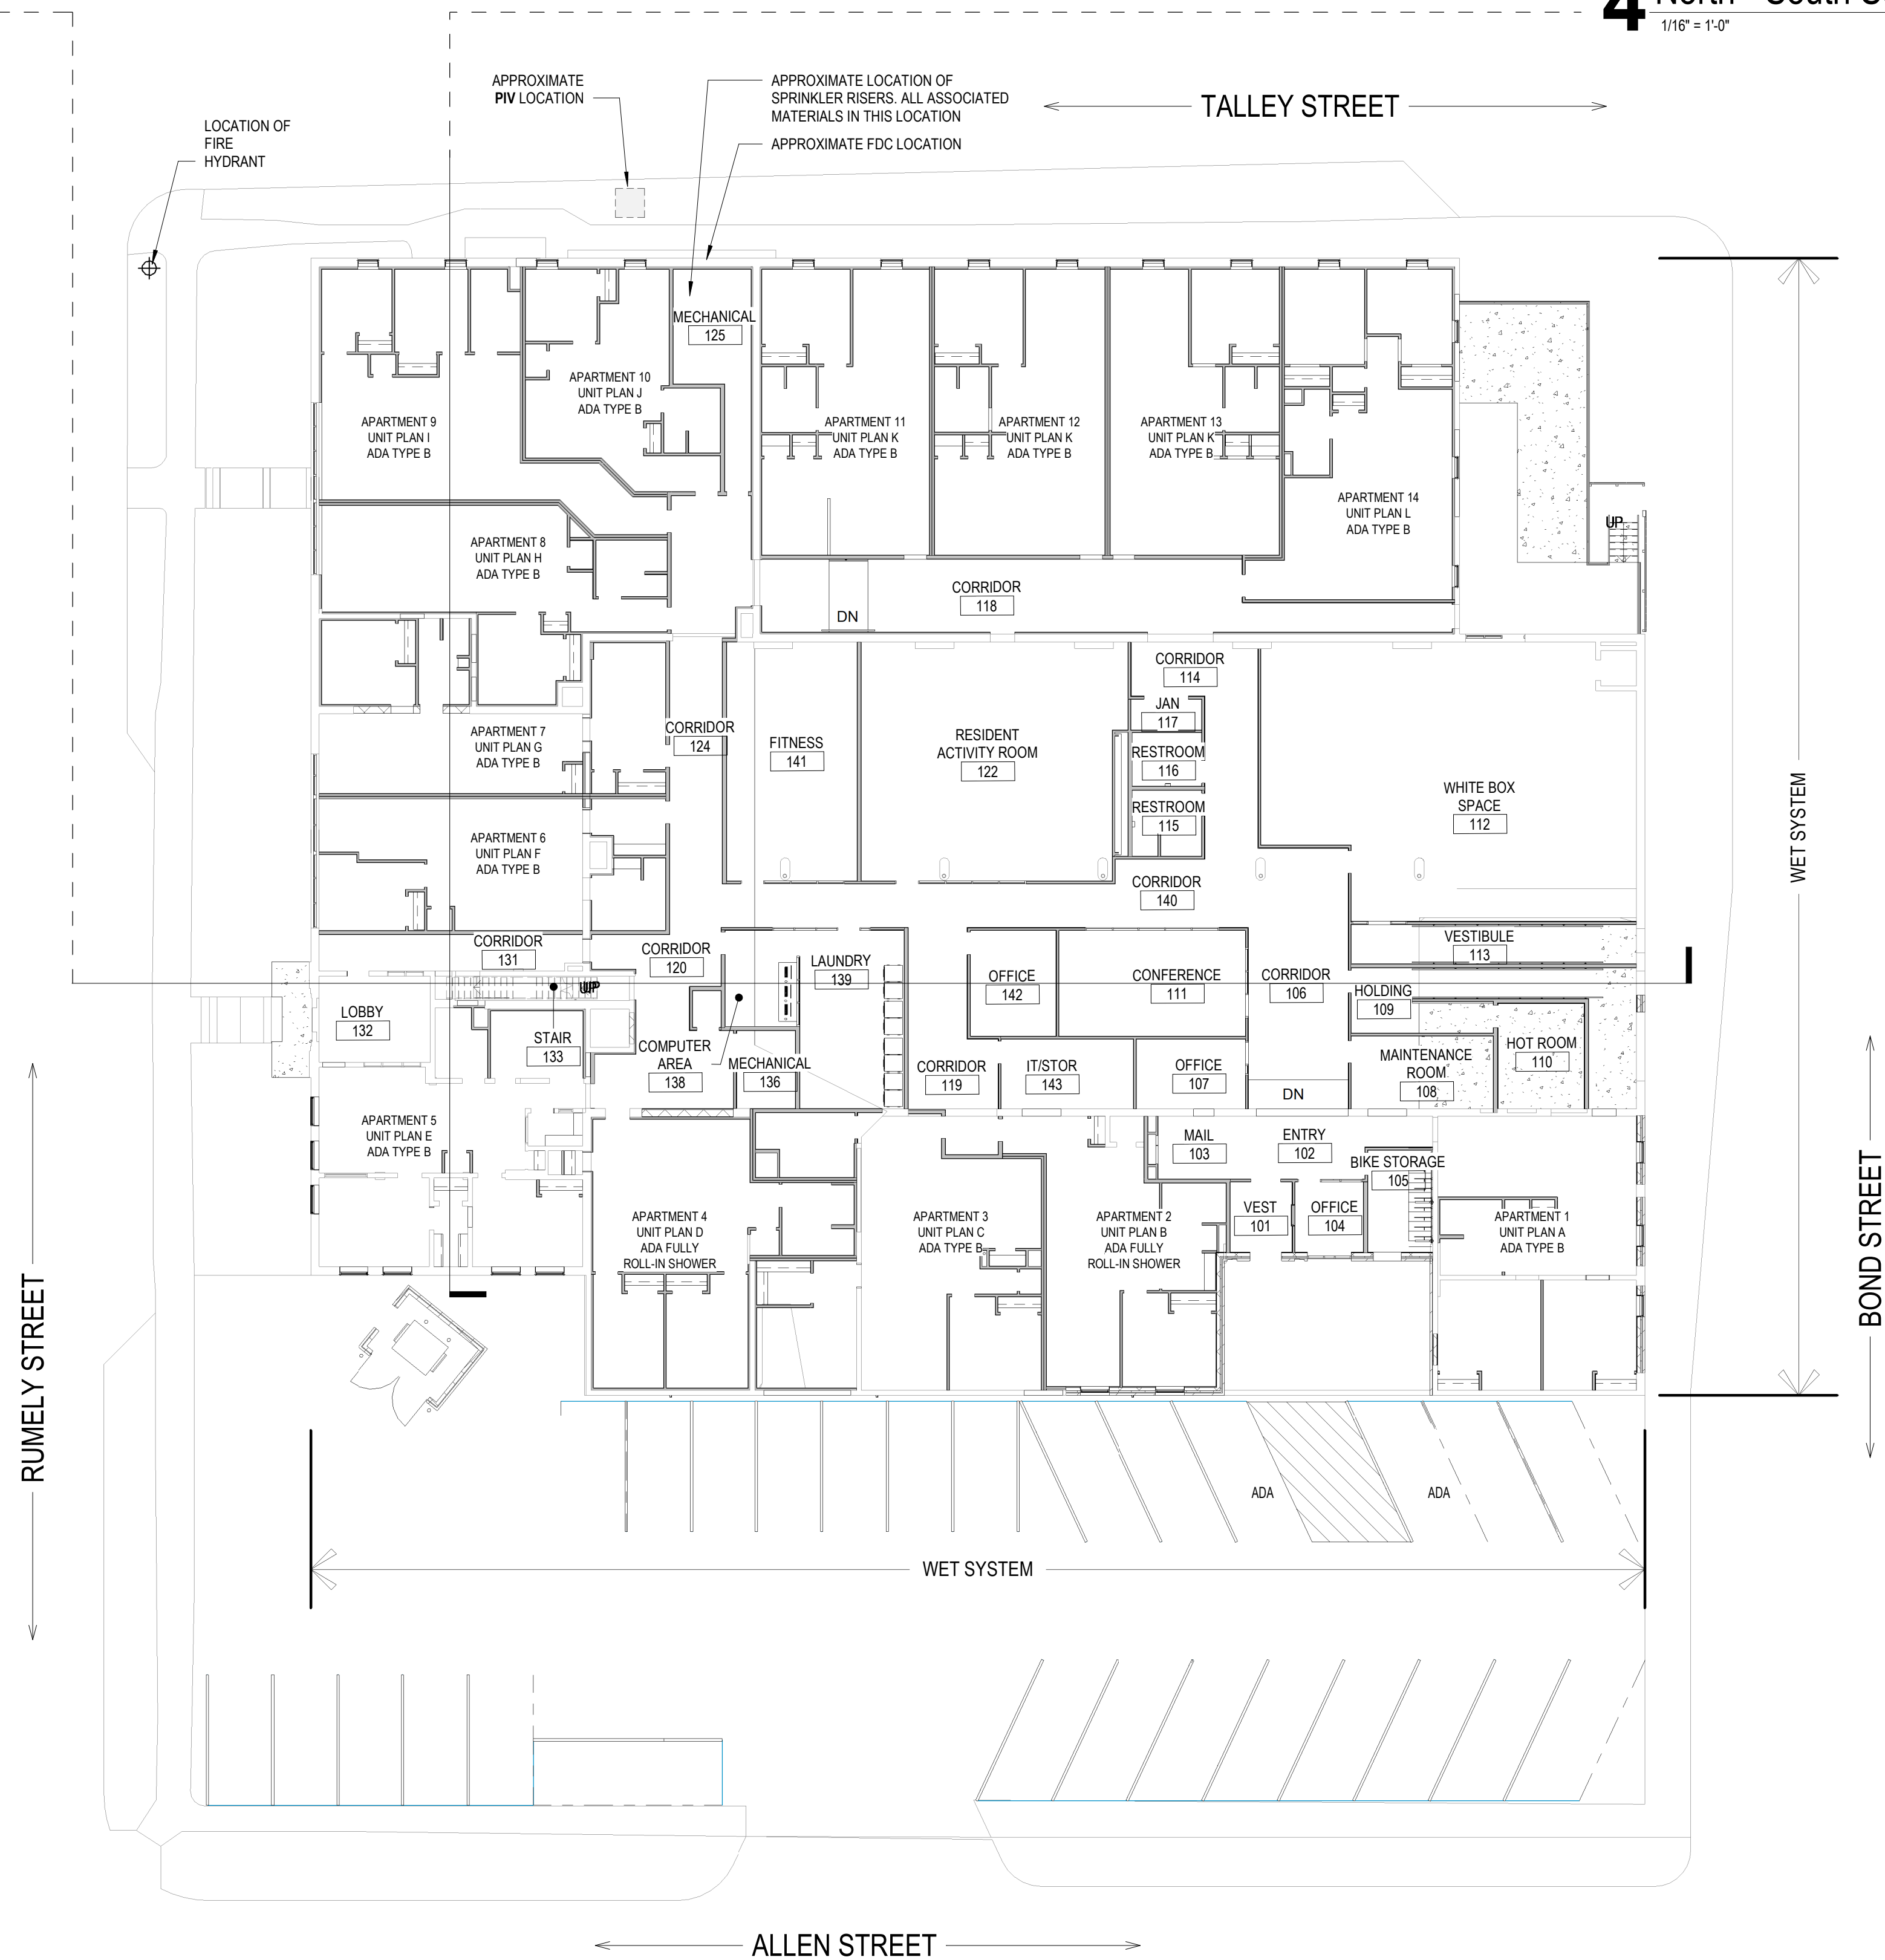 4
1/16" = 1'-0"
APPROXIMATE
PIV LOCATION
APPROXIMATE LOCATION OF
SPRINKLER RISERS. ALL ASSOCIATED
MATERIALS IN THIS LOCATION
APPROXIMATE FDC LOCATION
TALLEY STREET
LOCATION OF
FIRE
HYDRANT
MECHANICAL
125
APARTMENT 10
UNIT PLAN J
ADA TYPE B
APARTMENT 9
UNIT PLAN I
ADA TYPE B
APARTMENT 11
UNIT PLAN K
ADA TYPE B
APARTMENT 12
UNIT PLAN K
ADA TYPE B
APARTMENT 13
UNIT PLAN K
ADA TYPE B
APARTMENT 14
UNIT PLAN L
ADA TYPE B
UP
APARTMENT 8
UNIT PLAN H
ADA TYPE B
CORRIDOR
118
DN
CORRIDOR
114
JAN
117
APARTMENT 7
UNIT PLAN G
ADA TYPE B
CORRIDOR
124
FITNESS
141
RESIDENT
ACTIVITY ROOM
122
RESTROOM
116
RESTROOM
115
WHITE BOX
SPACE
112
WET SYSTEM
APARTMENT 6
UNIT PLAN F
ADA TYPE B
CORRIDOR
140
CORRIDOR
131
CORRIDOR
120
LAUNDRY
139
OFFICE
142
CONFERENCE
111
CORRIDOR
106
VESTIBULE
113
HOLDING
109
UP
LOBBY
132
STAIR
133
COMPUTER
AREA
138
MECHANICAL
136
CORRIDOR
119
IT/STOR
143
OFFICE
107
DN
MAINTENANCE
ROOM
108
HOT ROOM
110
APARTMENT 5
UNIT PLAN E
ADA TYPE B
MAIL
103
ENTRY
102
BIKE STORAGE
105
VEST
101
OFFICE
104
APARTMENT 4
UNIT PLAN D
ADA FULLY
ROLL-IN SHOWER
APARTMENT 3
UNIT PLAN C
ADA TYPE B
APARTMENT 2
UNIT PLAN B
ADA FULLY
ROLL-IN SHOWER
APARTMENT 1
UNIT PLAN A
ADA TYPE B
RUMELY STREET
BOND STREET
ADA
ADA
WET SYSTEM
ALLEN STREET